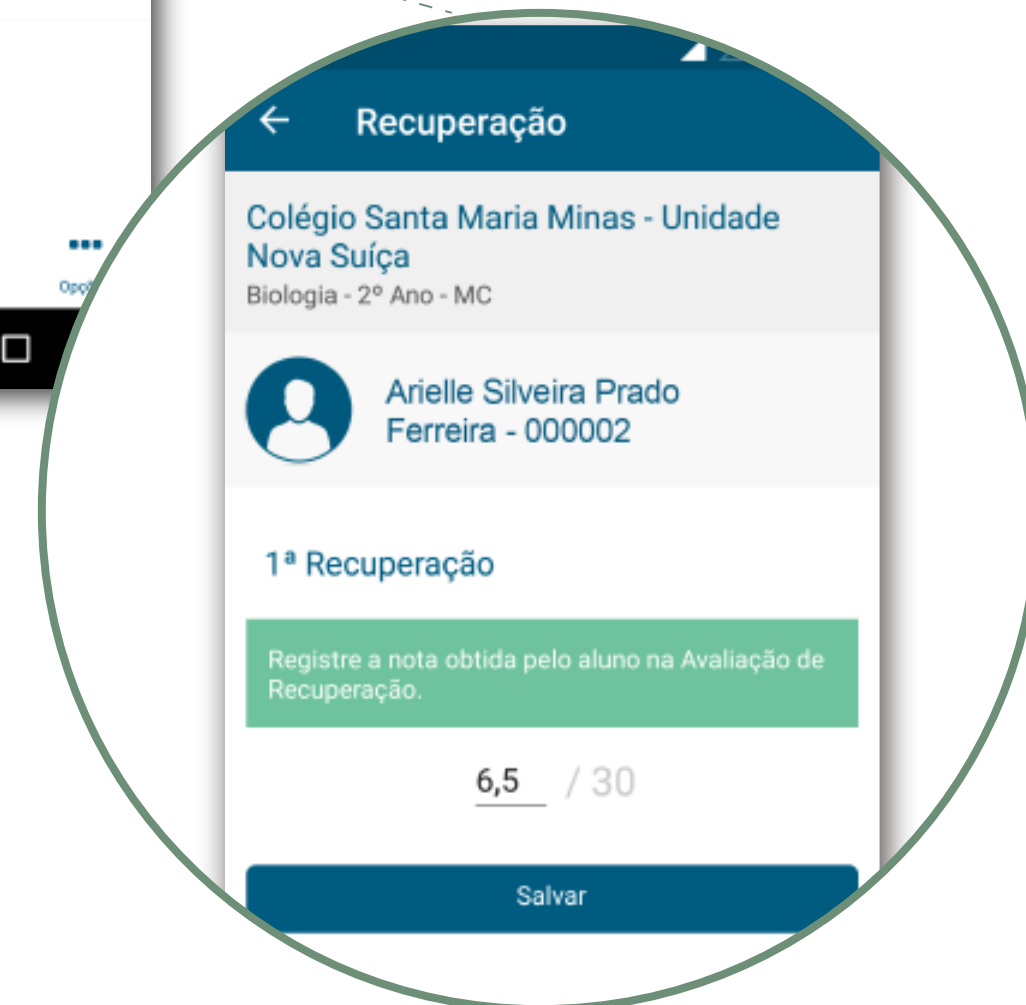 Recuperação
Colégio Santa Maria Minas - Unidade
Nova Suíça
Biologia - 2º Ano - MC
Arielle Silveira Prado
Ferreira - 000002
1ª Recuperação
Registre a nota obtida pelo aluno na Avaliação de
Recuperação.
6,5 / 30
Salvar